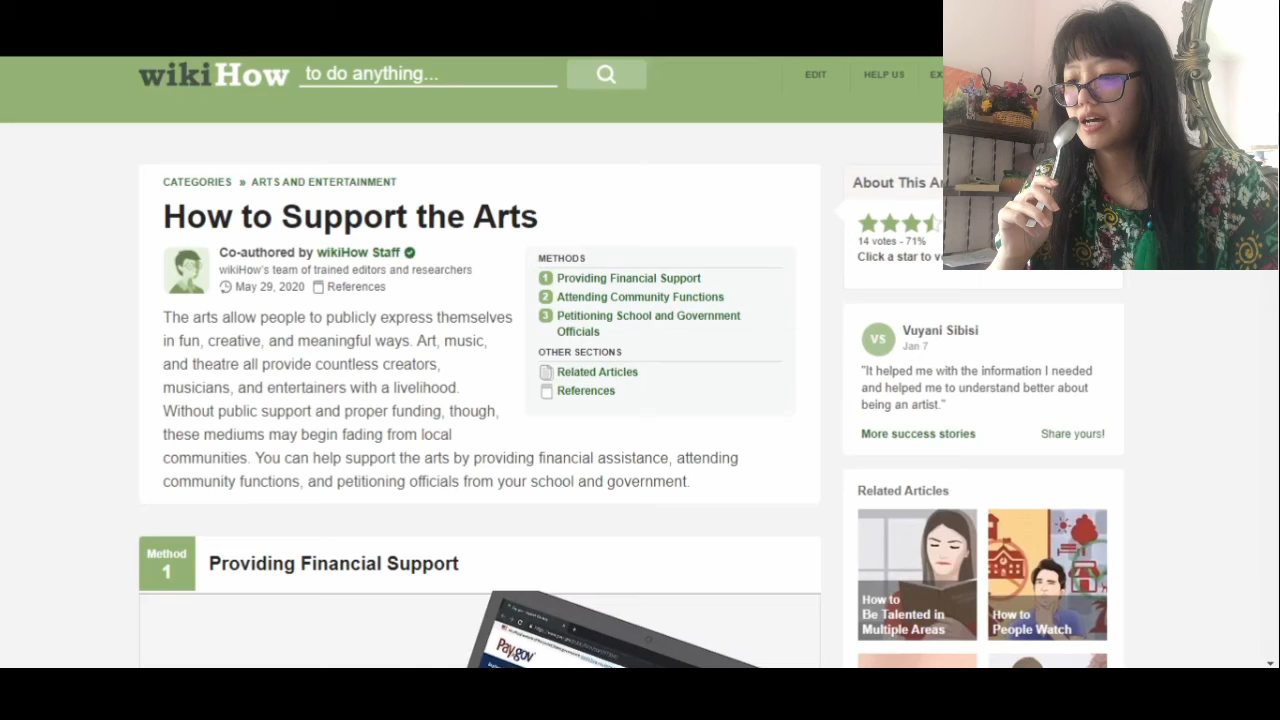 wikiHow to do anything...
EDIT
HELP US
CATEGORIES » ARTS AND ENTERTAINMENT
How to Support the Arts
Co-authored by wikiHow Staff
wikiHow's team of trained editors and researchers
May 29, 2020 References
The arts allow people to publicly express themselves
in fun, creative, and meaningful ways. Art, music,
and theatre all provide countless creators,
musicians, and entertainers with a livelihood.
Without public support and proper funding, though,
these mediums may begin fading from local
communities. You can help support the arts by providing financial assistance, attending
community functions, and petitioning officials from your school and government.
METHODS
1 Providing Financial Support
2 Attending Community Functions
3 Petitioning School and Government
Officials
OTHER SECTIONS
Related Articles
References
Method
1
Providing Financial Support
Pay.gov
About This
14 votes - 71%
Click a star to
VS
Vuyani Sibisi
Jan 7
"It helped me with the information I needed
and helped me to understand better about
being an artist."
More success stories
Share yours!
Related Articles
How to
Be Talented in
Multiple Areas
How to
People Watch